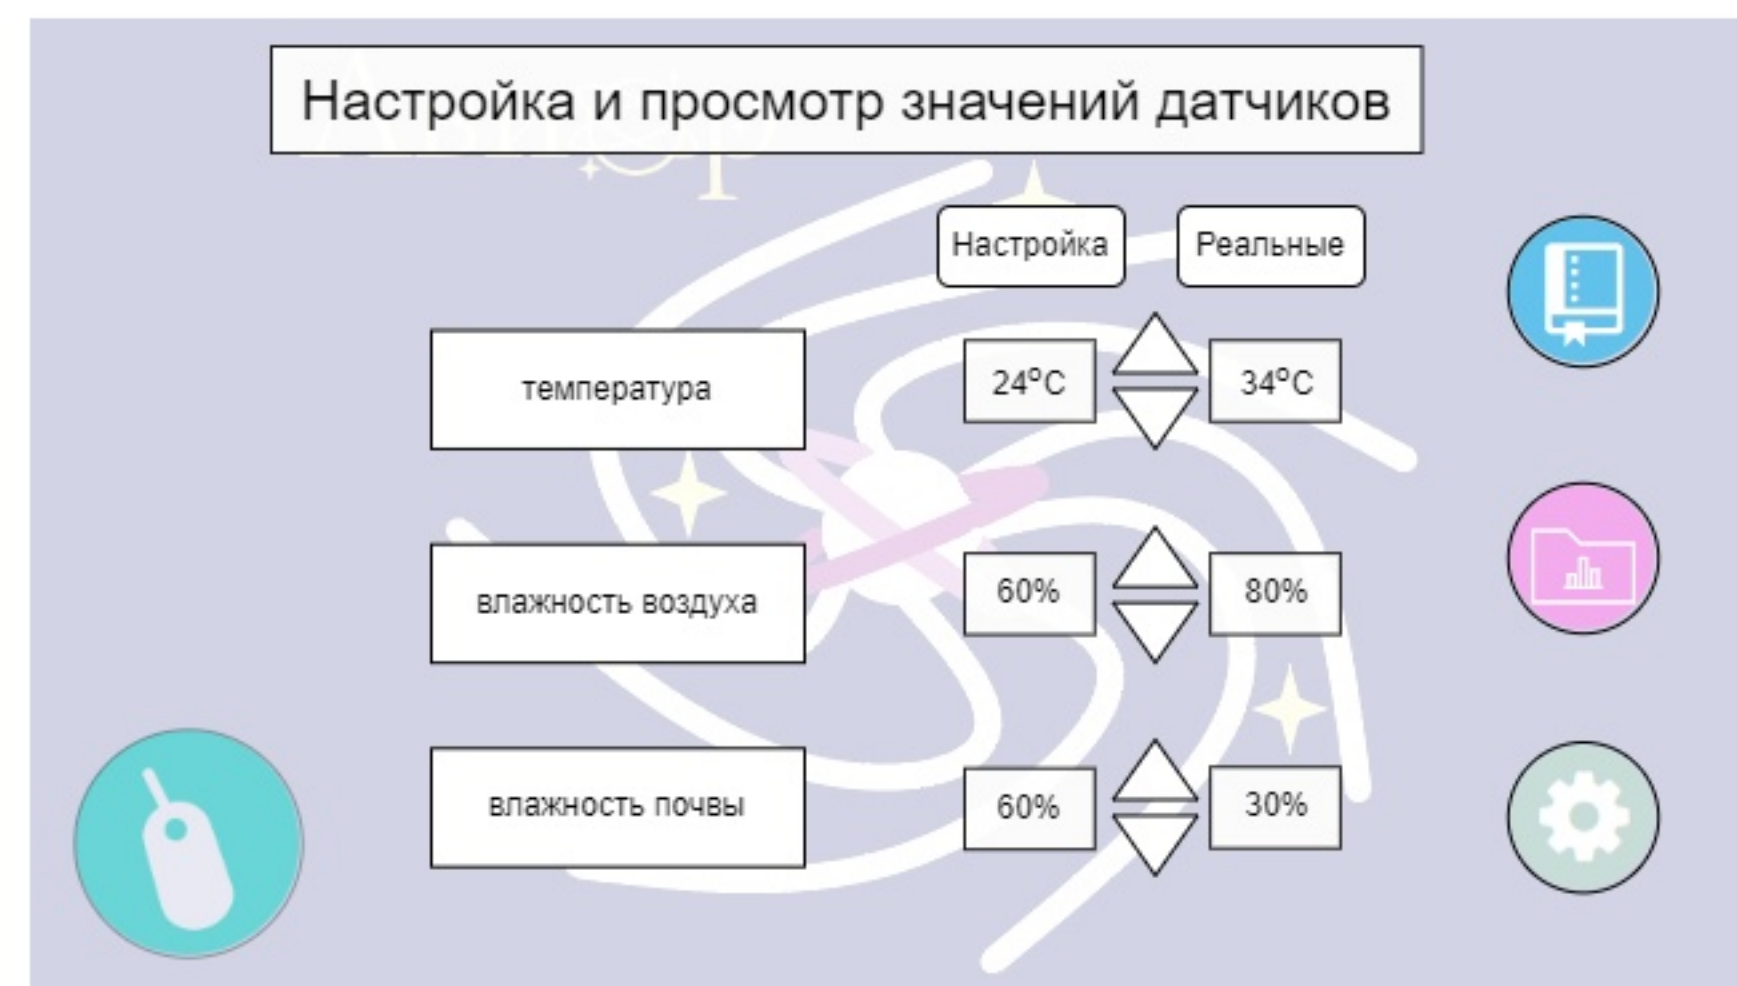 Настройка и просмотр значений датчиков
Настройка Реальные
температура 24°C 34°C
влажность воздуха 60% 80%
влажность почвы 60% 30%